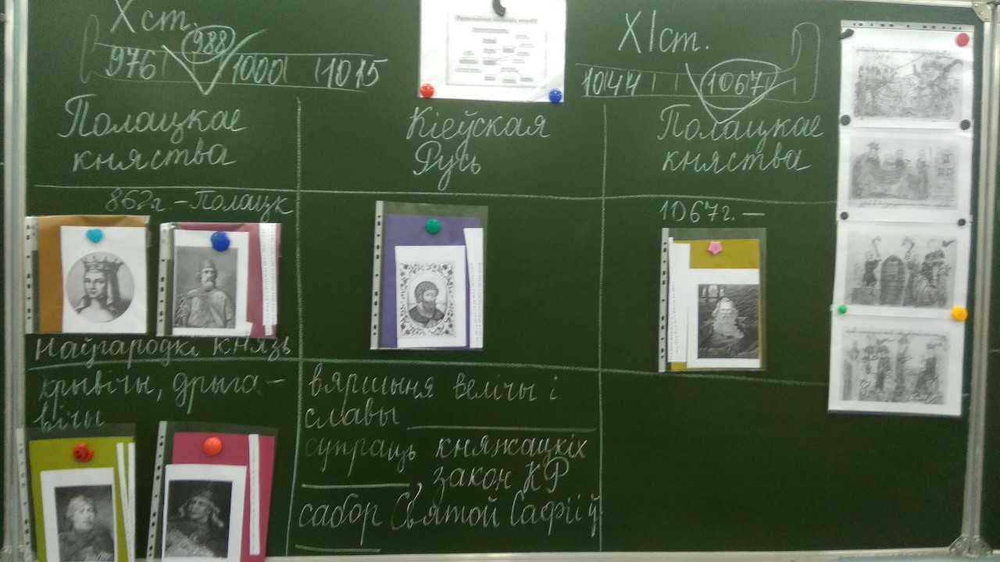 Xст.
976 988 1000 1015
XIст.
1044 1067
Полацкае
княства
Кіеўская
Русь
Полацкае
княства
862г. – Полацк
Наўгародкі князь
крывічы, дрыга–
вічы
вяршыня велічы і
славы
супраць княжацкіх
, закон КР
сабор Святой Сафіі ў
1067г. —